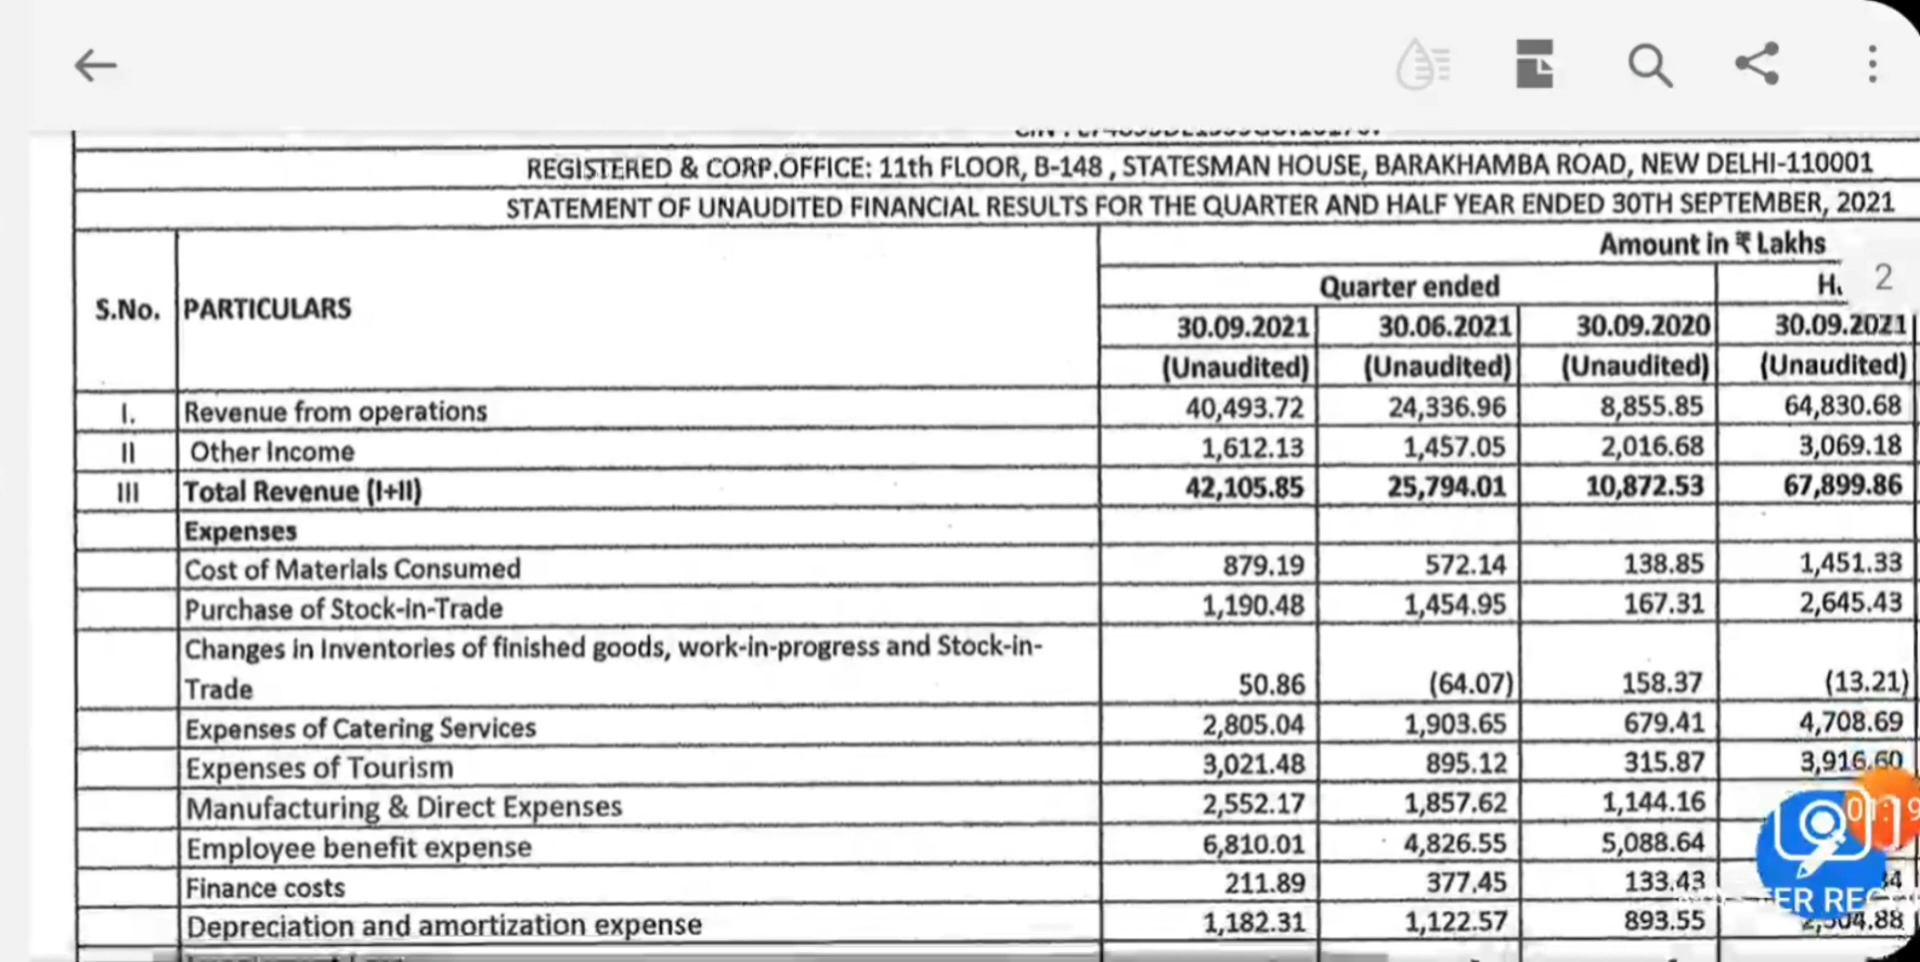 REGISTERED & CORP.OFFICE: 11th FLOOR, B-148 , STATESMAN HOUSE, BARAKHAMBA ROAD, NEW DELHI-110001
STATEMENT OF UNAUDITED FINANCIAL RESULTS FOR THE QUARTER AND HALF YEAR ENDED 30TH SEPTEMBER, 2021
Amount in ₹ Lakhs
Quarter ended 2
S.No. PARTICULARS 30.09.2021 30.06.2021 30.09.2020 30.09.2021
(Unaudited) (Unaudited) (Unaudited) (Unaudited)
I. Revenue from operations 40,493.72 24,336.96 8,855.85 64,830.68
II Other Income 1,612.13 1,457.05 2,016.68 3,069.18
III Total Revenue (I+II) 42,105.85 25,794.01 10,872.53 67,899.86
Expenses
Cost of Materials Consumed 879.19 572.14 138.85 1,451.33
Purchase of Stock-in-Trade 1,190.48 1,454.95 167.31 2,645.43
Changes in Inventories of finished goods, work-in-progress and Stock-in-
Trade 50.86 (64.07) 158.37 (13.21)
Expenses of Catering Services 2,805.04 1,903.65 679.41 4,708.69
Expenses of Tourism 3,021.48 895.12 315.87 3,916.60
Manufacturing & Direct Expenses 2,552.17 1,857.62 1,144.16
Employee benefit expense 6,810.01 4,826.55 5,088.64
Finance costs 211.89 377.45 133.43
Depreciation and amortization expense 1,182.31 1,122.57 893.55